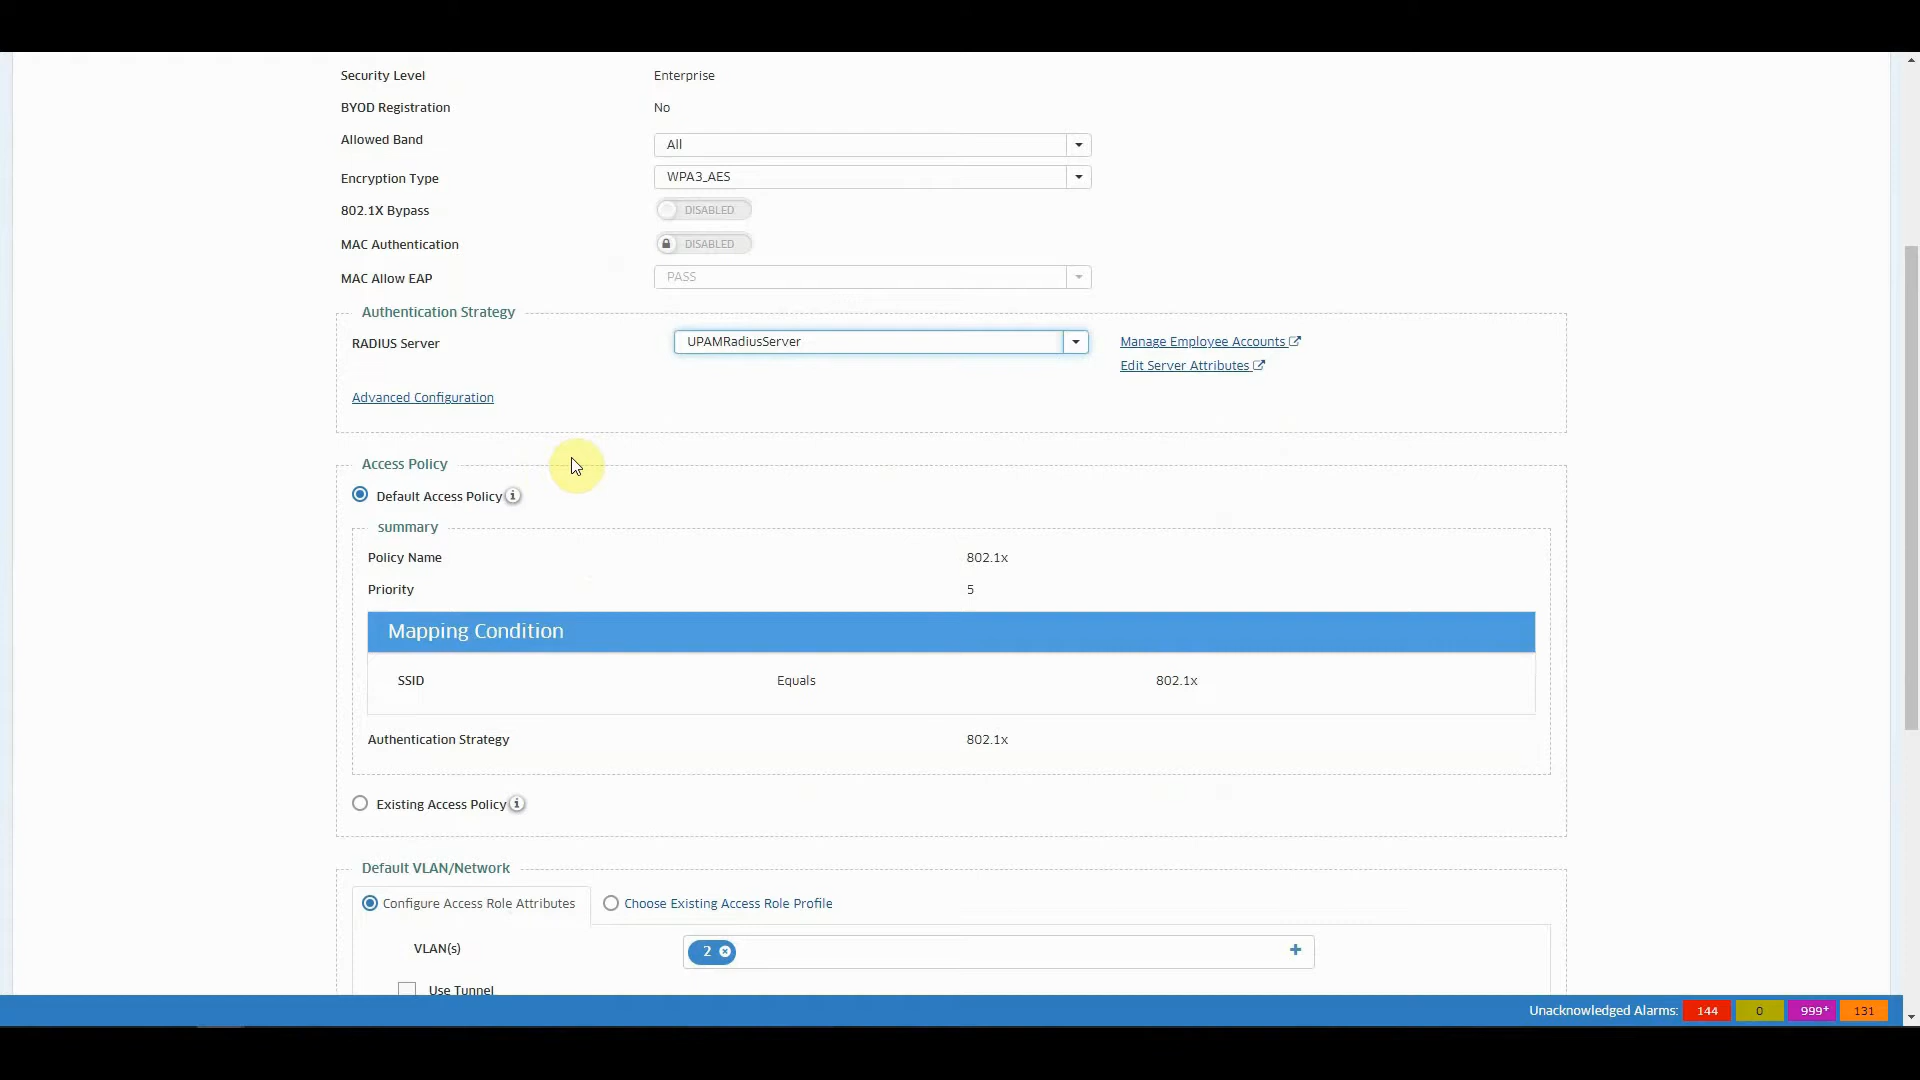 Security Level Enterprise
BYOD Registration No
Allowed Band All
Encryption Type WPA3_AES
802.1X Bypass DISABLED
MAC Authentication DISABLED
MAC Allow EAP PASS
Authentication Strategy
RADIUS Server UPAMRadiusServer Manage Employee Accounts
Edit Server Attributes
Advanced Configuration
Access Policy
Default Access Policy
summary
Policy Name 802.1x
Priority 5
Mapping Condition
SSID Equals 802.1x
Authentication Strategy 802.1x
Existing Access Policy
Default VLAN/Network
Configure Access Role Attributes Choose Existing Access Role Profile
VLAN(s) 2
Use Tunnel
Unacknowledged Alarms: 144 0 999+ 131